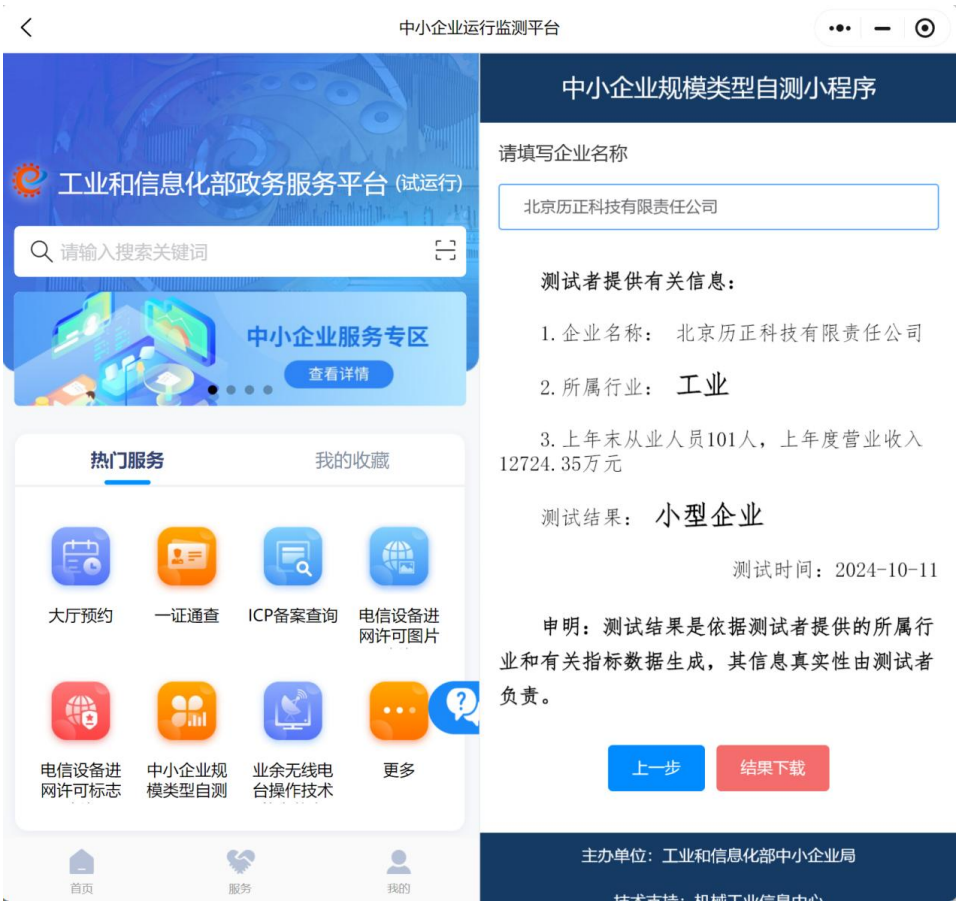 中小企业运行监测平台
工业和信息化部政务服务平台 (试运行)
请输入搜索关键词
中小企业服务专区
查看详情
热门服务
我的收藏
大厅预约
一证通查
ICP备案查询
电信设备进
网许可图片
电信设备进
网许可标志
中小企业规
模类型自测
业余无线电
台操作技术
更多
首页
服务
我的
中小企业规模类型自测小程序
请填写企业名称
北京历正科技有限责任公司
测试者提供有关信息：
1.企业名称： 北京历正科技有限责任公司
2.所属行业： 工业
3.上年末从业人员101人，上年度营业收入
12724.35万元
测试结果： 小型企业
测试时间：2024-10-11
申明：测试结果是依据测试者提供的所属行
业和有关指标数据生成，其信息真实性由测试者
负责。
上一步
结果下载
主办单位：工业和信息化部中小企业局
技术支持：机械工业信息中心